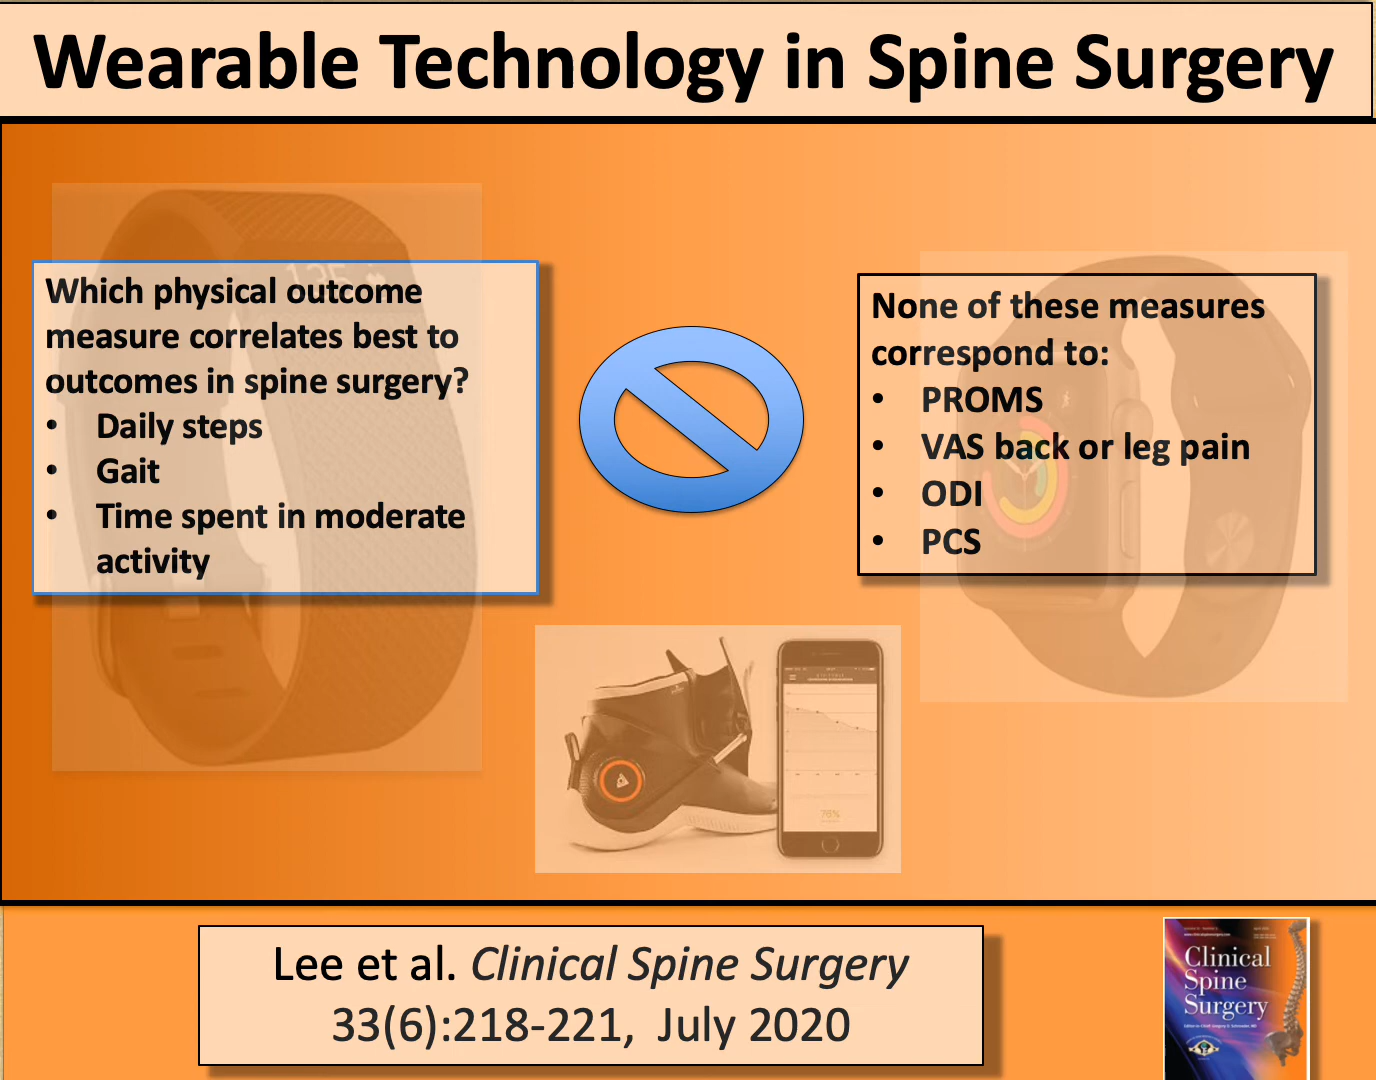 Wearable Technology in Spine Surgery
Which physical outcome
measure correlates best to
outcomes in spine surgery?
• Daily steps
• Gait
• Time spent in moderate
activity
None of these measures
correspond to:
• PROMS
• VAS back or leg pain
• ODI
• PCS
135
76%
Lee et al. Clinical Spine Surgery
33(6):218-221, July 2020
Clinical
Spine
Surgery